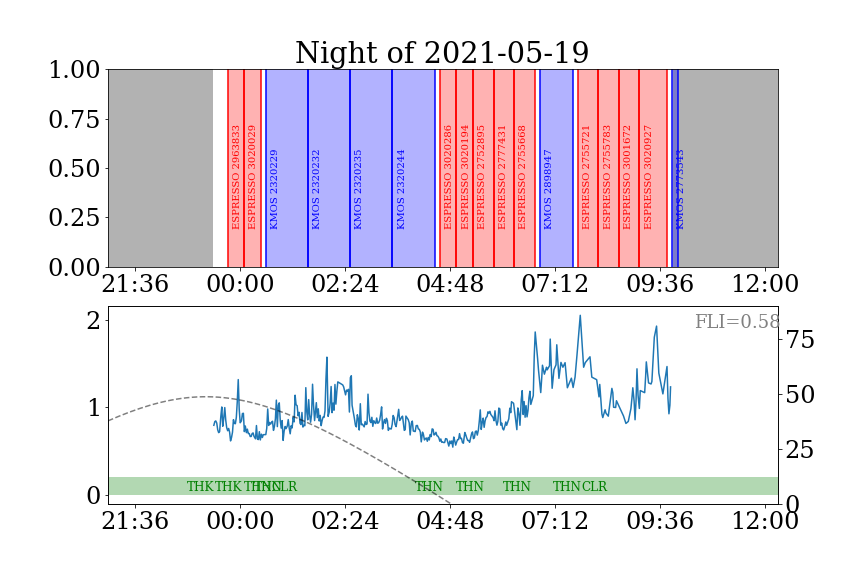 Night of 2021-05-19
1.00
0.75
0.50
0.25
0.00
ESPRESSO 2963833
ESPRESSO 3020029
KMOS 2320229
KMOS 2320232
KMOS 2320235
KMOS 2320244
ESPRESSO 3020286
ESPRESSO 3020194
ESPRESSO 2752895
ESPRESSO 2777431
ESPRESSO 2755668
KMOS 2898947
ESPRESSO 2755721
ESPRESSO 2755783
ESPRESSO 3001672
ESPRESSO 3020927
KMOS 2773543
21:36 00:00 02:24 04:48 07:12 09:36 12:00
FLI=0.58
2
1
0
75
50
25
0
THK THK THN THN CLR THN THN THN THN CLR
21:36 00:00 02:24 04:48 07:12 09:36 12:00